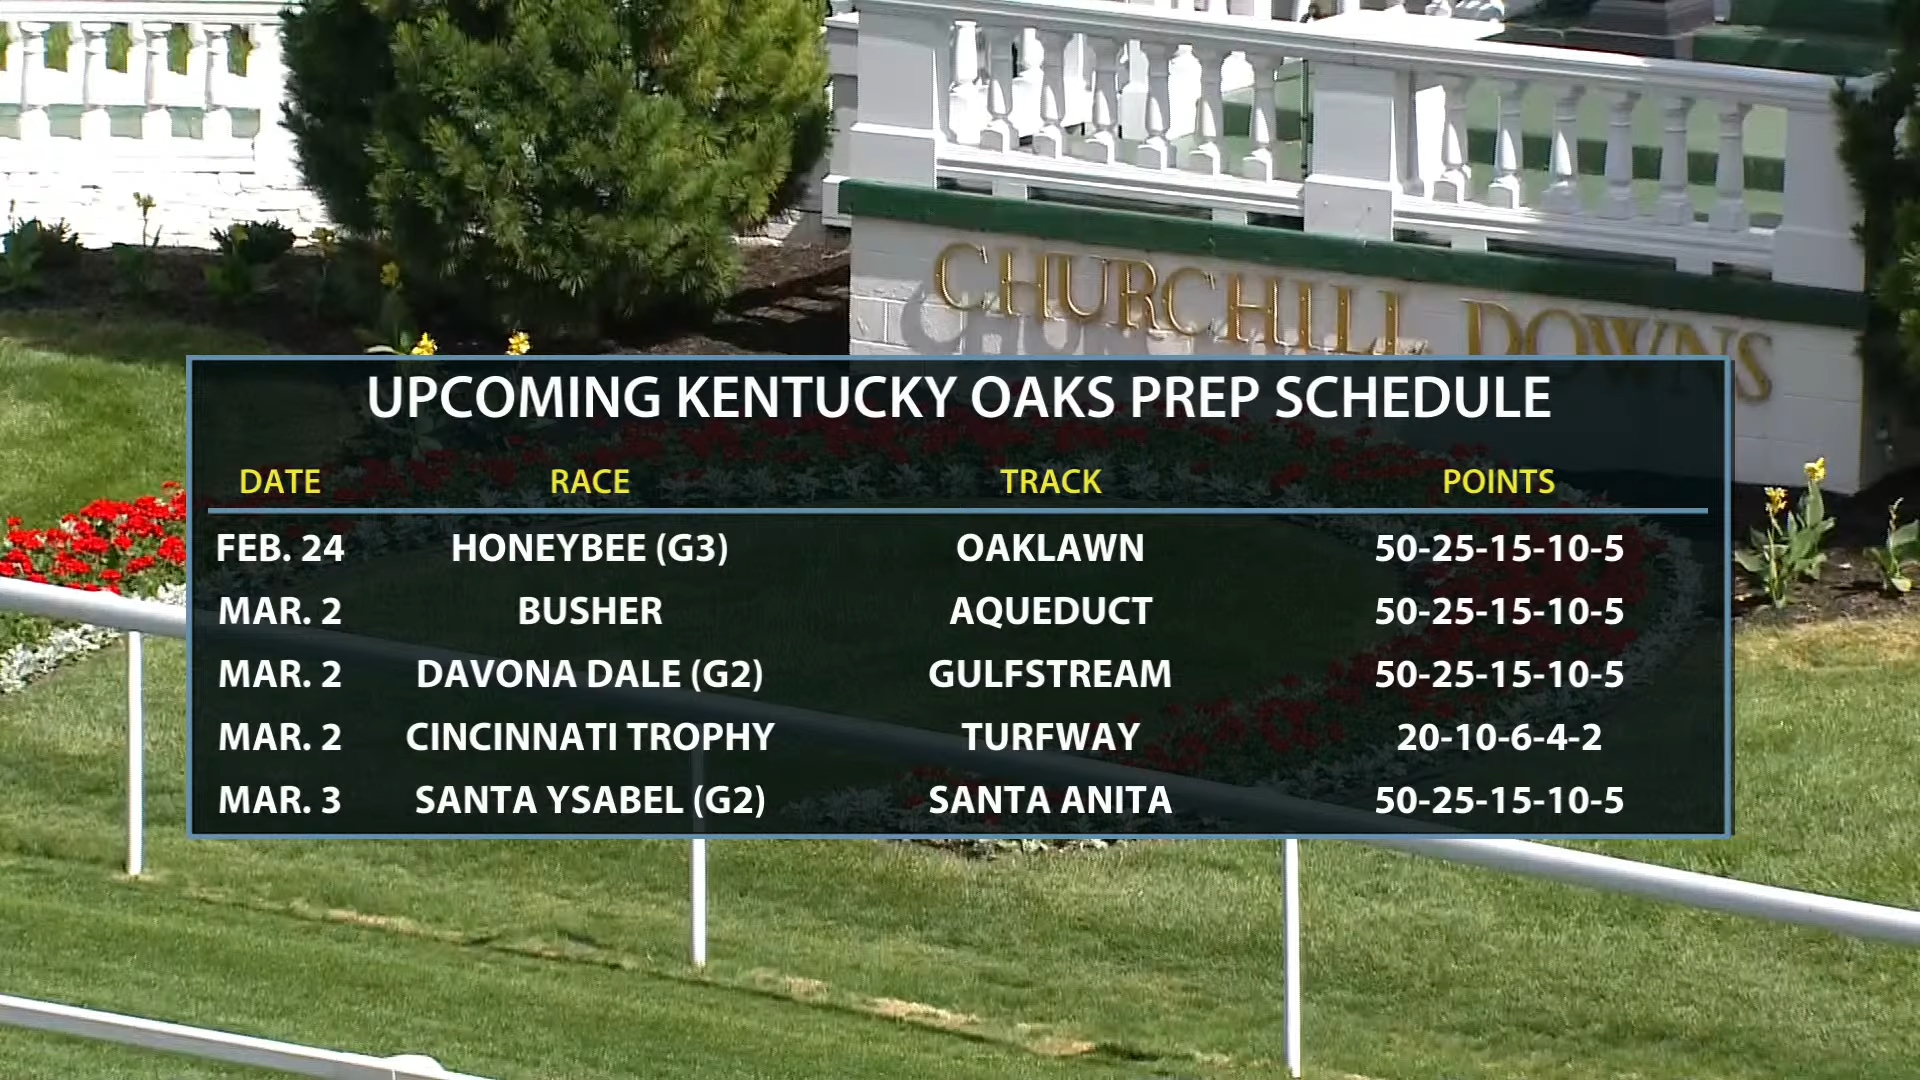 CHURCHILL DOWNS
UPCOMING KENTUCKY OAKS PREP SCHEDULE
DATE RACE TRACK POINTS
FEB. 24 HONEYBEE (G3) OAKLAWN 50-25-15-10-5
MAR. 2 BUSHER AQUEDUCT 50-25-15-10-5
MAR. 2 DAVONA DALE (G2) GULFSTREAM 50-25-15-10-5
MAR. 2 CINCINNATI TROPHY TURFWAY 20-10-6-4-2
MAR. 3 SANTA YSABEL (G2) SANTA ANITA 50-25-15-10-5